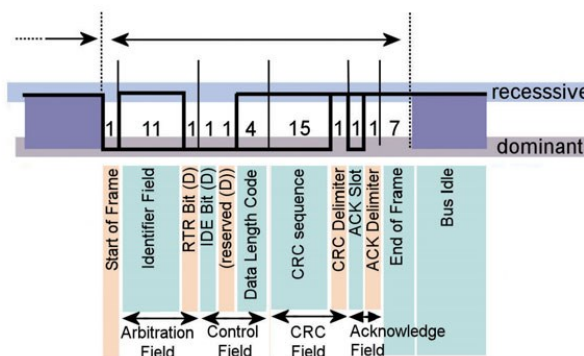 recesssive
1 11 1 1 1 4 15 1 1 7
dominant
Start of Frame
Identifier Field
RTR Bit (D)
IDE Bit (D)
(reserved (D))
Data Length Code
CRC sequence
CRC Delimiter
ACK Slot
ACK Delimiter
End of Frame
Bus Idle
Arbitration Field
Control Field
CRC Field
Acknowledge Field